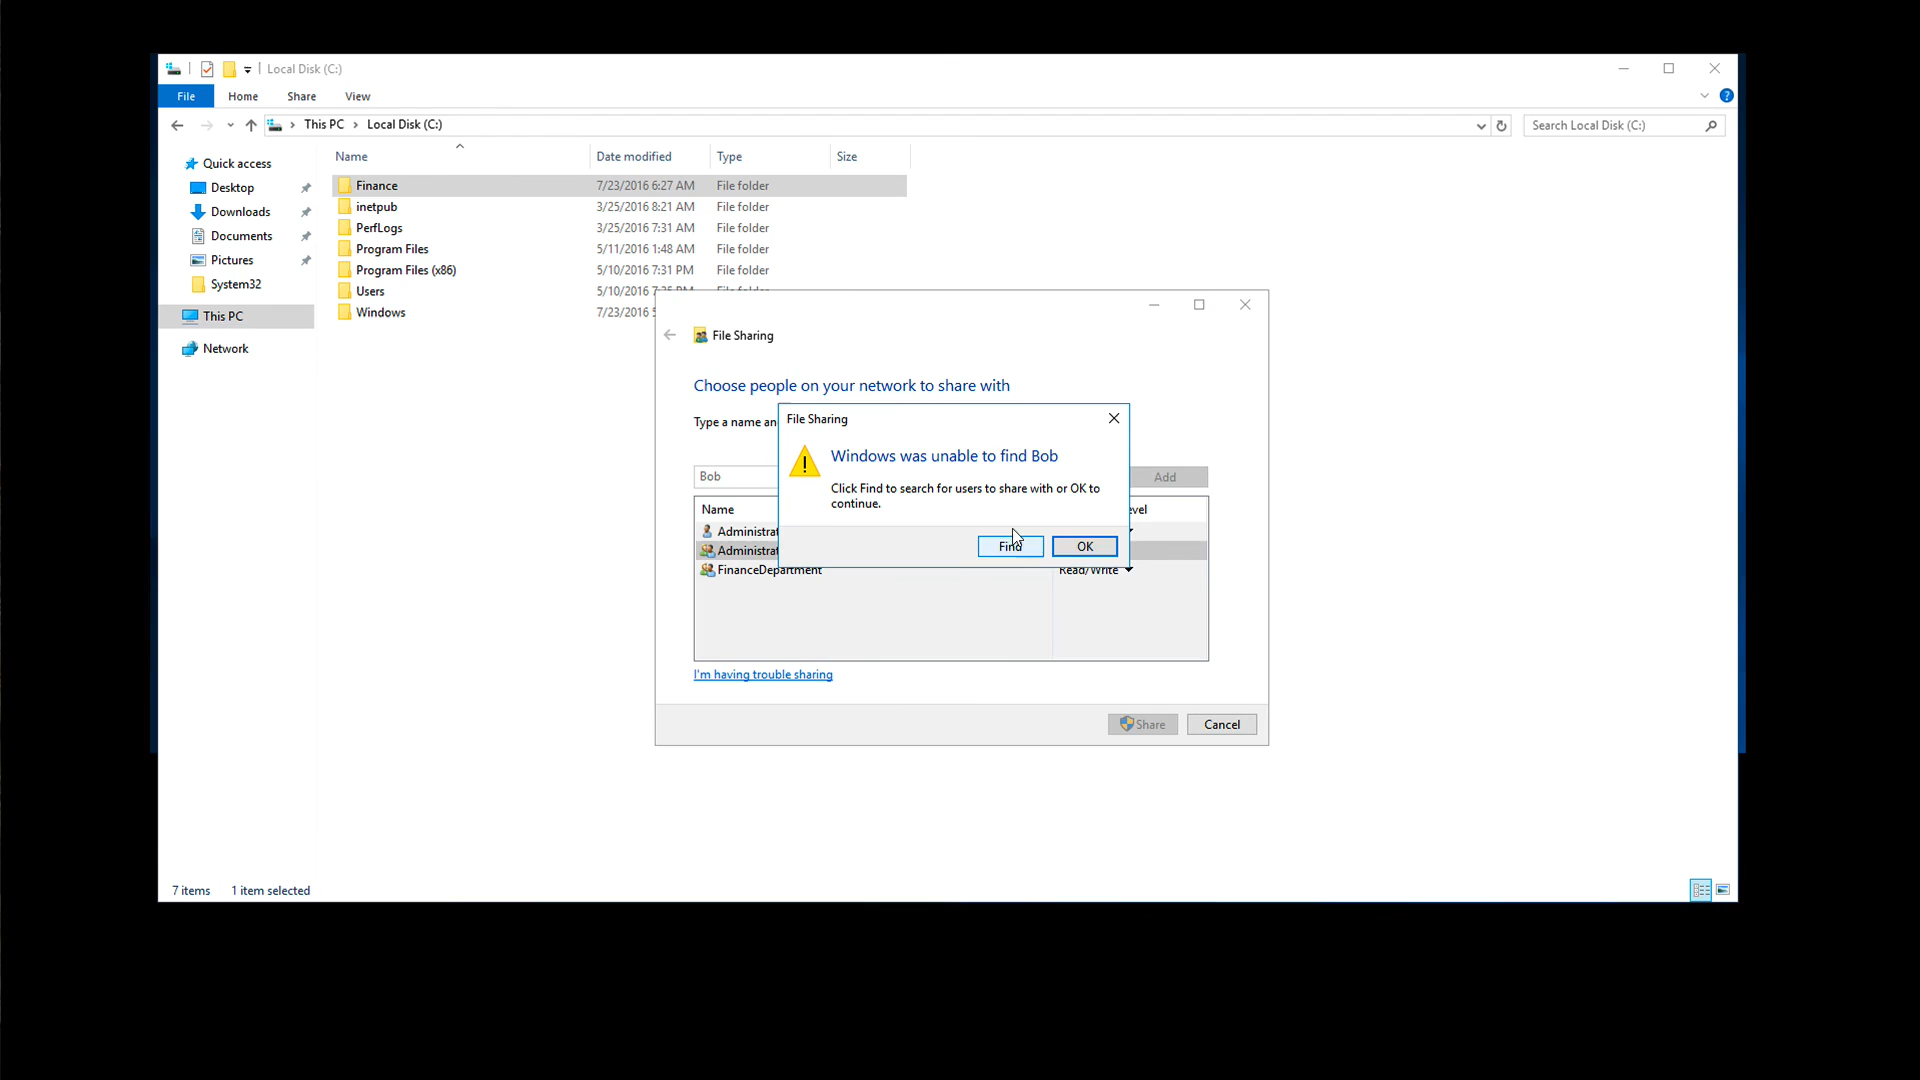 Local Disk (C:)
File Home Share View
This PC Local Disk (C:) Search Local Disk (C:)
Name Date modified Type Size
Quick access
Desktop
Downloads
Documents
Pictures
System32
This PC
Network
Finance 7/23/2016 6:27 AM File folder
inetpub 3/25/2016 8:21 AM File folder
PerfLogs 3/25/2016 7:31 AM File folder
Program Files 5/11/2016 1:48 AM File folder
Program Files (x86) 5/10/2016 7:31 PM File folder
Users 5/10/2016
Windows 7/23/2016
File Sharing
Choose people on your network to share with
Type a name an
File Sharing
Windows was unable to find Bob
Click Find to search for users to share with or OK to
continue.
Find OK
Bob Add
Name evel
Administrat
Administrat
FinanceDepartment Read/Write
I'm having trouble sharing
Share Cancel
7 items 1 item selected